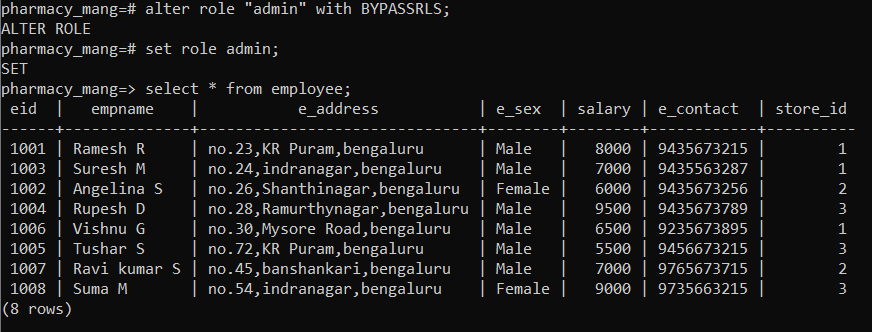 pharmacy_mang=# alter role "admin" with BYPASSRLS;
ALTER ROLE
pharmacy_mang=# set role admin;
SET
pharmacy_mang=> select * from employee;
 eid  |   empname    |          e_address          | e_sex  | salary | e_contact  | store_id
------+--------------+-----------------------------+--------+--------+------------+----------
 1001 | Ramesh R     | no.23,KR Puram,bengaluru    | Male   |   8000 | 9435673215 |        1
 1003 | Suresh M     | no.24,indranagar,bengaluru  | Male   |   7000 | 9435563287 |        1
 1002 | Angelina S   | no.26,Shanthinagar,bengaluru | Female |   6000 | 9435673256 |        2
 1004 | Rupesh D     | no.28,Ramurthynagar,bengaluru | Male   |   9500 | 9435673789 |        3
 1006 | Vishnu G     | no.30,Mysore Road,bengaluru | Male   |   6500 | 9235673895 |        1
 1005 | Tushar S     | no.72,KR Puram,bengaluru    | Male   |   5500 | 9456673215 |        3
 1007 | Ravi kumar S | no.45,banshankari,bengaluru | Male   |   7000 | 9765673715 |        2
 1008 | Suma M       | no.54,indranagar,bengaluru  | Female |   9000 | 9735663215 |        3
(8 rows)